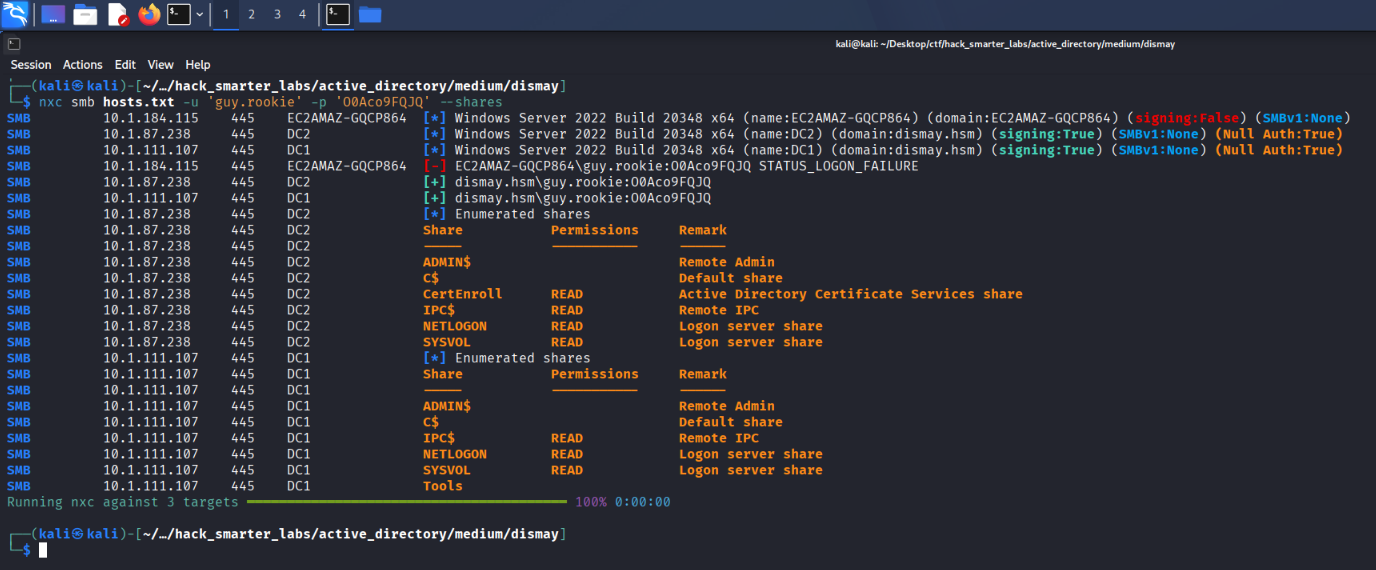 1 2 3 4
kali@kali: ~/Desktop/ctf/hack_smarter_labs/active_directory/medium/dismay
Session Actions Edit View Help
┌──(kali㉿kali)-[~/…/hack_smarter_labs/active_directory/medium/dismay]
└─$ nxc smb hosts.txt -u 'guy.rookie' -p 'O0Aco9FQJQ' --shares
SMB 10.1.184.115 445 EC2AMAZ-GQCP864 [*] Windows Server 2022 Build 20348 x64 (name:EC2AMAZ-GQCP864) (domain:EC2AMAZ-GQCP864) (signing:False) (SMBv1:None)
SMB 10.1.87.238 445 DC2 [*] Windows Server 2022 Build 20348 x64 (name:DC2) (domain:dismay.hsm) (signing:True) (SMBv1:None) (Null Auth:True)
SMB 10.1.111.107 445 DC1 [*] Windows Server 2022 Build 20348 x64 (name:DC1) (domain:dismay.hsm) (signing:True) (SMBv1:None) (Null Auth:True)
SMB 10.1.184.115 445 EC2AMAZ-GQCP864 [-] EC2AMAZ-GQCP864\guy.rookie:O0Aco9FQJQ STATUS_LOGON_FAILURE
SMB 10.1.87.238 445 DC2 [+] dismay.hsm\guy.rookie:O0Aco9FQJQ
SMB 10.1.111.107 445 DC1 [+] dismay.hsm\guy.rookie:O0Aco9FQJQ
SMB 10.1.87.238 445 DC2 [*] Enumerated shares
SMB 10.1.87.238 445 DC2 Share Permissions Remark
SMB 10.1.87.238 445 DC2 ----- ----------- ------
SMB 10.1.87.238 445 DC2 ADMIN$ Remote Admin
SMB 10.1.87.238 445 DC2 C$ Default share
SMB 10.1.87.238 445 DC2 CertEnroll READ Active Directory Certificate Services share
SMB 10.1.87.238 445 DC2 IPC$ READ Remote IPC
SMB 10.1.87.238 445 DC2 NETLOGON READ Logon server share
SMB 10.1.87.238 445 DC2 SYSVOL READ Logon server share
SMB 10.1.111.107 445 DC1 [*] Enumerated shares
SMB 10.1.111.107 445 DC1 Share Permissions Remark
SMB 10.1.111.107 445 DC1 ----- ----------- ------
SMB 10.1.111.107 445 DC1 ADMIN$ Remote Admin
SMB 10.1.111.107 445 DC1 C$ Default share
SMB 10.1.111.107 445 DC1 IPC$ READ Remote IPC
SMB 10.1.111.107 445 DC1 NETLOGON READ Logon server share
SMB 10.1.111.107 445 DC1 SYSVOL READ Logon server share
SMB 10.1.111.107 445 DC1 Tools
Running nxc against 3 targets 100% 0:00:00
┌──(kali㉿kali)-[~/…/hack_smarter_labs/active_directory/medium/dismay]
└─$